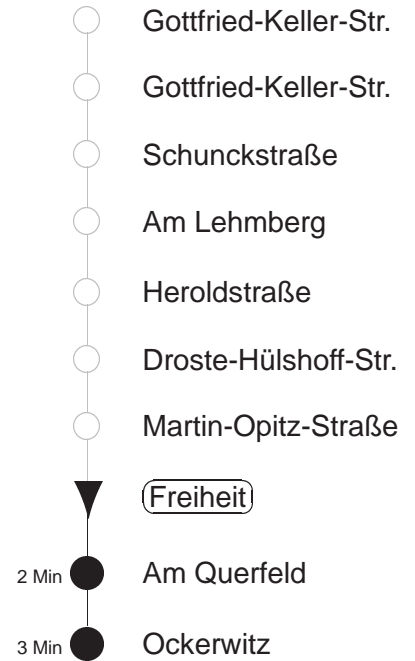 Gottfried-Keller-Str.
Gottfried-Keller-Str.
Schunckstraße
Am Lehmberg
Heroldstraße
Droste-Hülshoff-Str.
Martin-Opitz-Straße
Freiheit
2 Min Am Querfeld
3 Min Ockerwitz